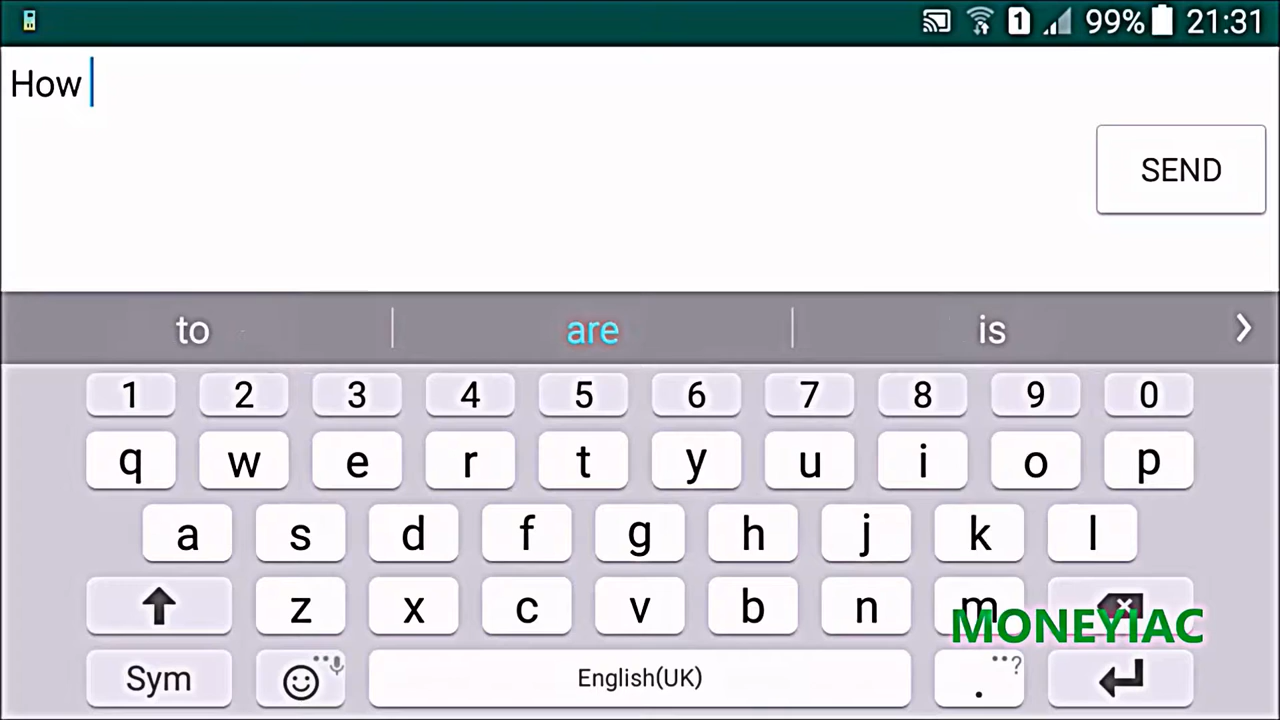 1 99% 21:31
How
SEND
to are is
1 2 3 4 5 6 7 8 9 0
q w e r t y u i o p
a s d f g h j k l
z x c v b n m
MONEYIAC
Sym English(UK) . ?